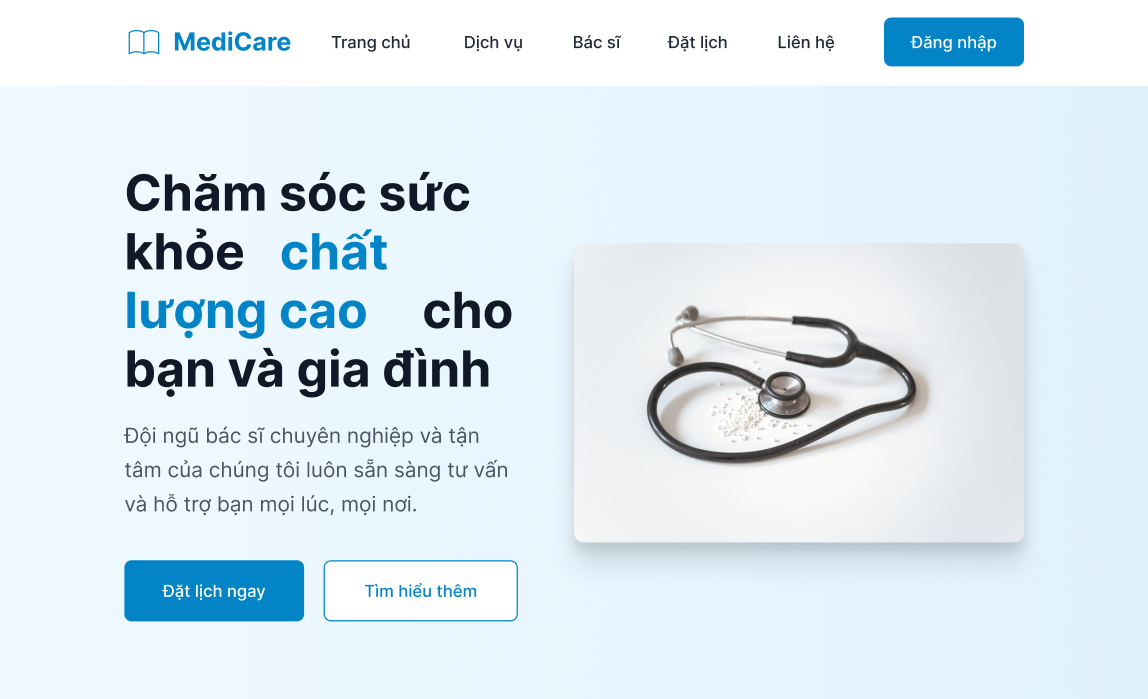 MediCare
Trang chủ
Dịch vụ
Bác sĩ
Đặt lịch
Liên hệ
Đăng nhập
Chăm sóc sức
khỏe chất
lượng cao cho
bạn và gia đình
Đội ngũ bác sĩ chuyên nghiệp và tận
tâm của chúng tôi luôn sẵn sàng tư vấn
và hỗ trợ bạn mọi lúc, mọi nơi.
Đặt lịch ngay
Tìm hiểu thêm